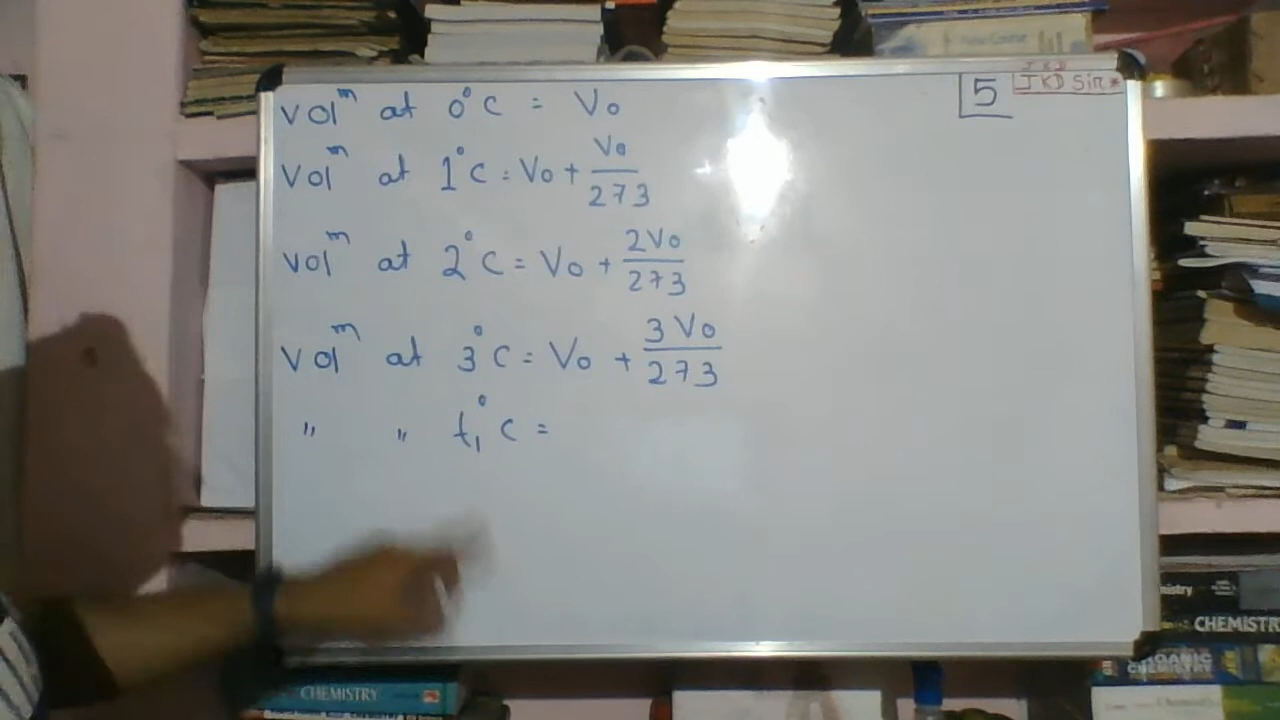 5
JKD
JKD Sir*
volᵐ at 0°C = V₀
volᵐ at 1°C = V₀ + V₀/273
volᵐ at 2°C = V₀ + 2V₀/273
volᵐ at 3°C = V₀ + 3V₀/273
" " t₁°C =
CHEMISTRY
CHEMISTRY